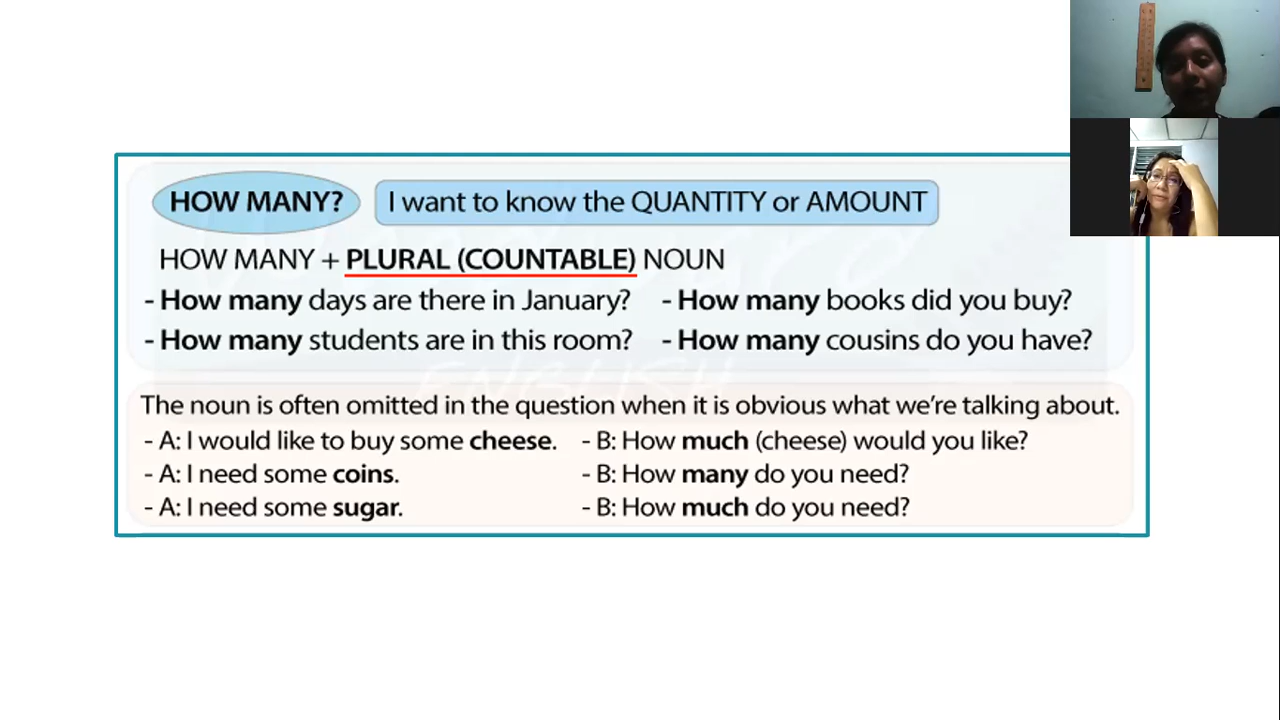 HOW MANY? I want to know the QUANTITY or AMOUNT
HOW MANY + PLURAL (COUNTABLE) NOUN
- How many days are there in January? - How many books did you buy?
- How many students are in this room? - How many cousins do you have?
ENGLISH
The noun is often omitted in the question when it is obvious what we're talking about.
- A: I would like to buy some cheese. - B: How much (cheese) would you like?
- A: I need some coins. - B: How many do you need?
- A: I need some sugar. - B: How much do you need?